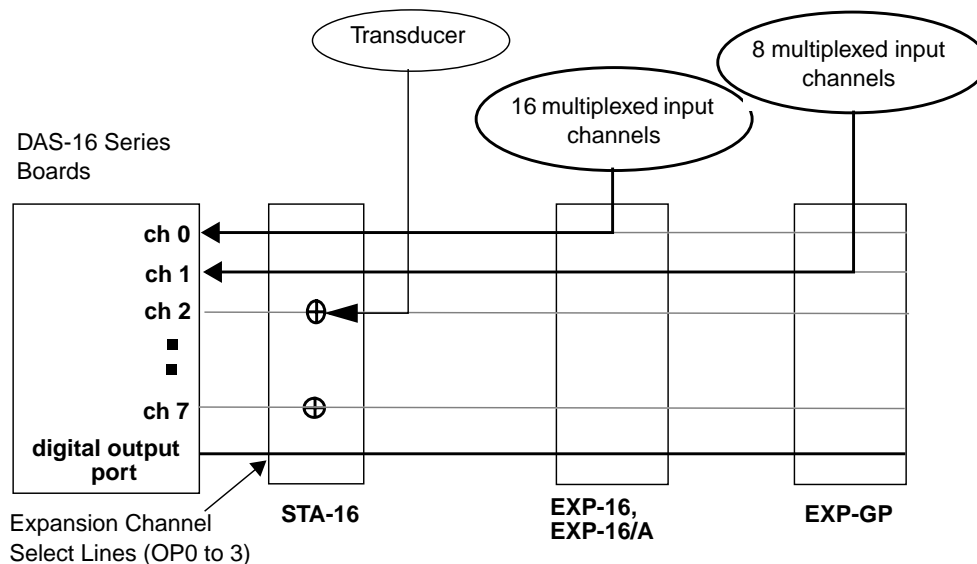 Transducer
8 multiplexed input
channels
16 multiplexed input
channels
DAS-16 Series
Boards
ch 0
ch 1
ch 2
ch 7
digital output
port
Expansion Channel
Select Lines (OP0 to 3)
STA-16
EXP-16,
EXP-16/A
EXP-GP